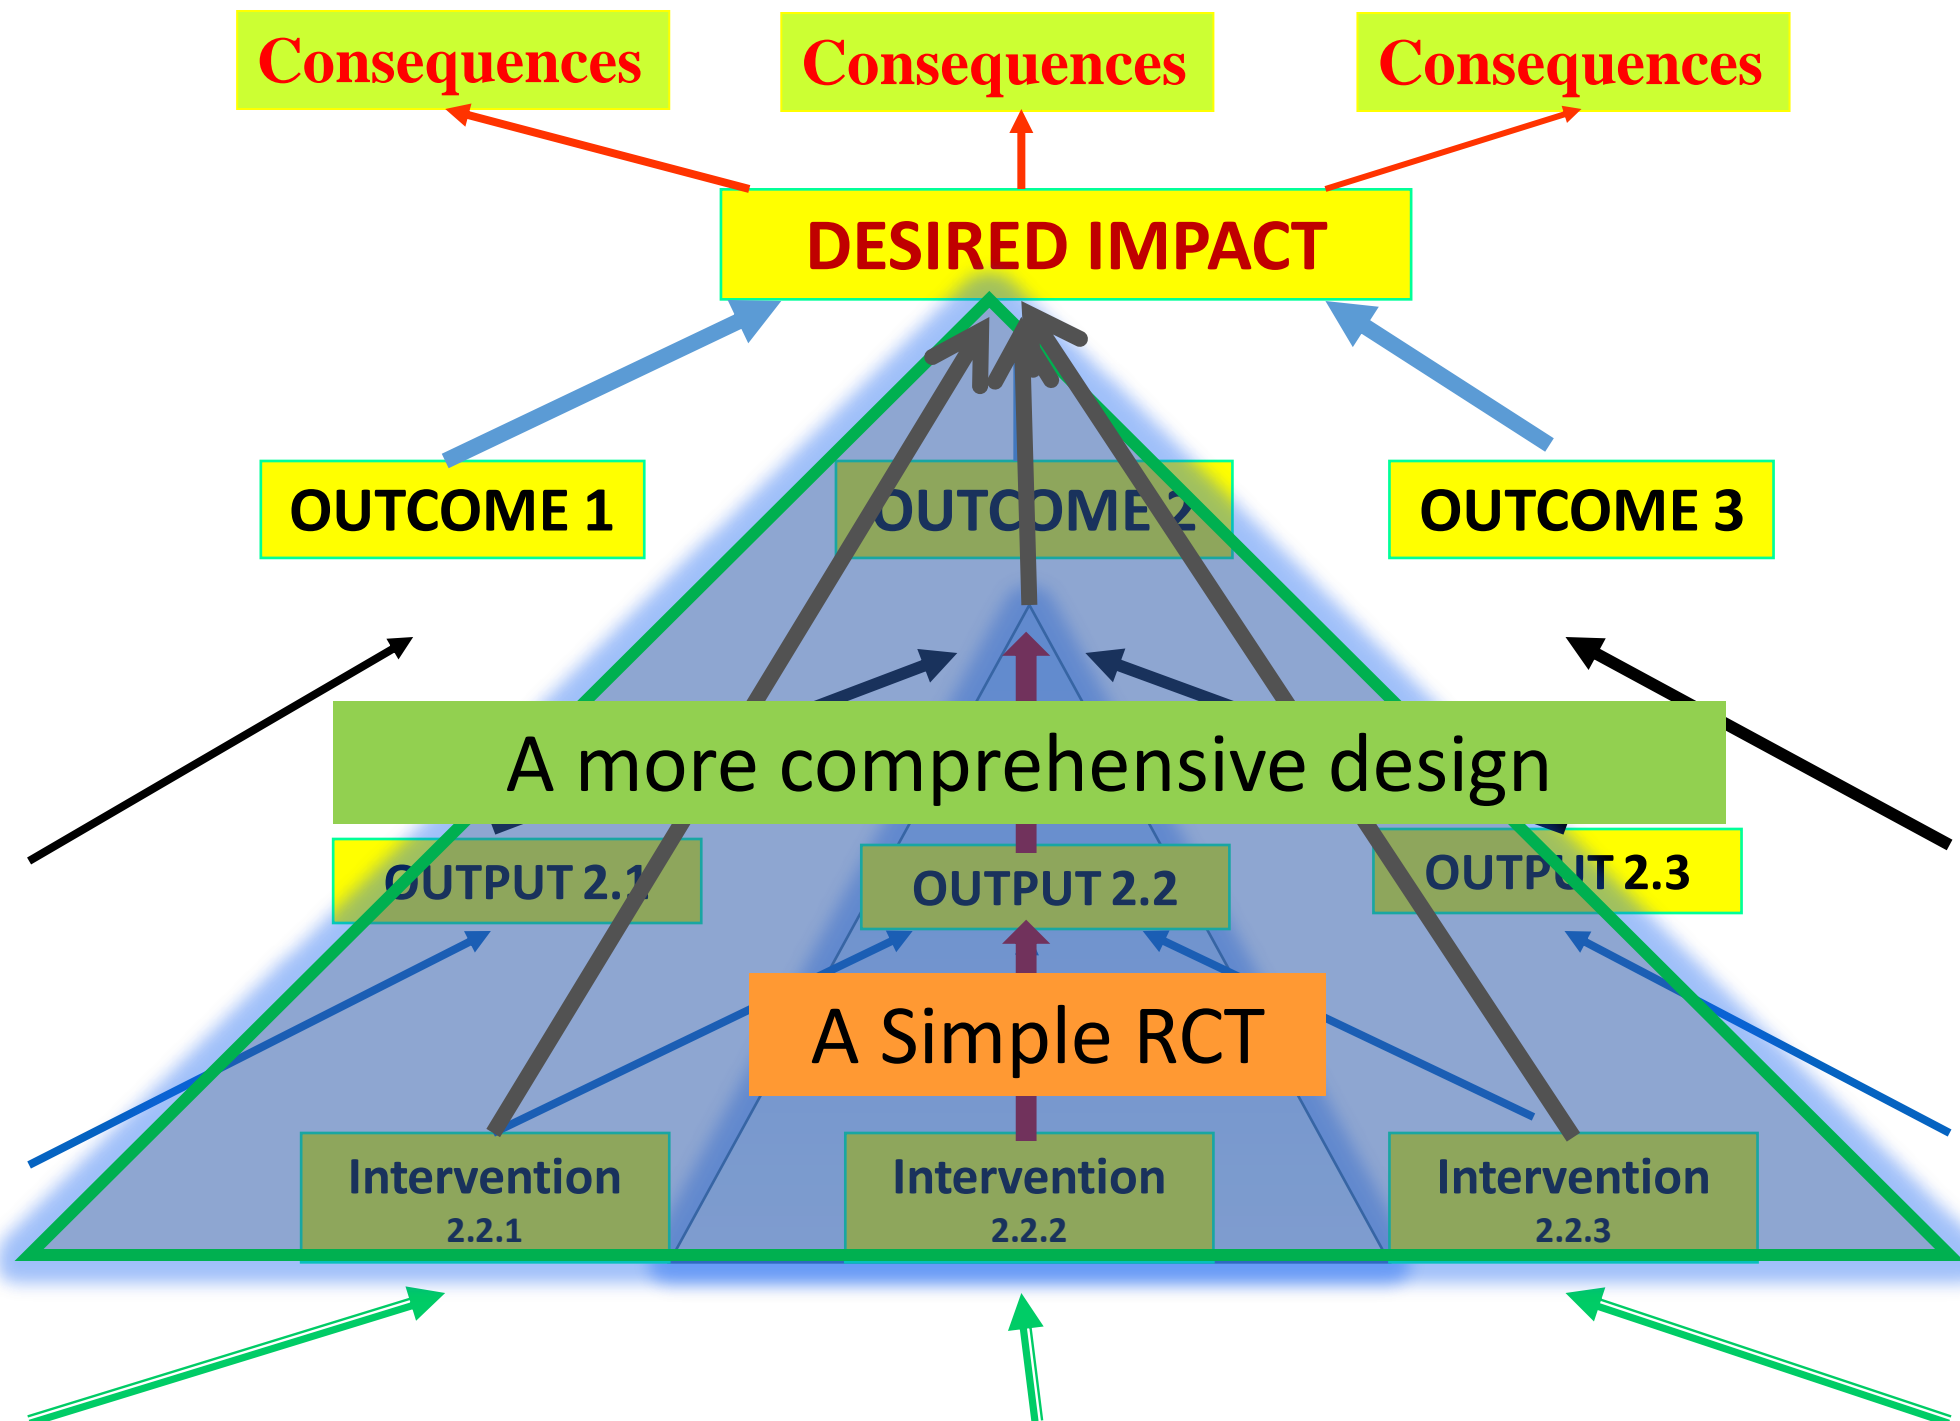 Consequences
Consequences
Consequences
DESIRED IMPACT
OUTCOME 1
OUTCOME 2
OUTCOME 3
A more comprehensive design
OUTPUT 2.1
OUTPUT 2.2
OUTPUT 2.3
A Simple RCT
Intervention
2.2.1
Intervention
2.2.2
Intervention
2.2.3